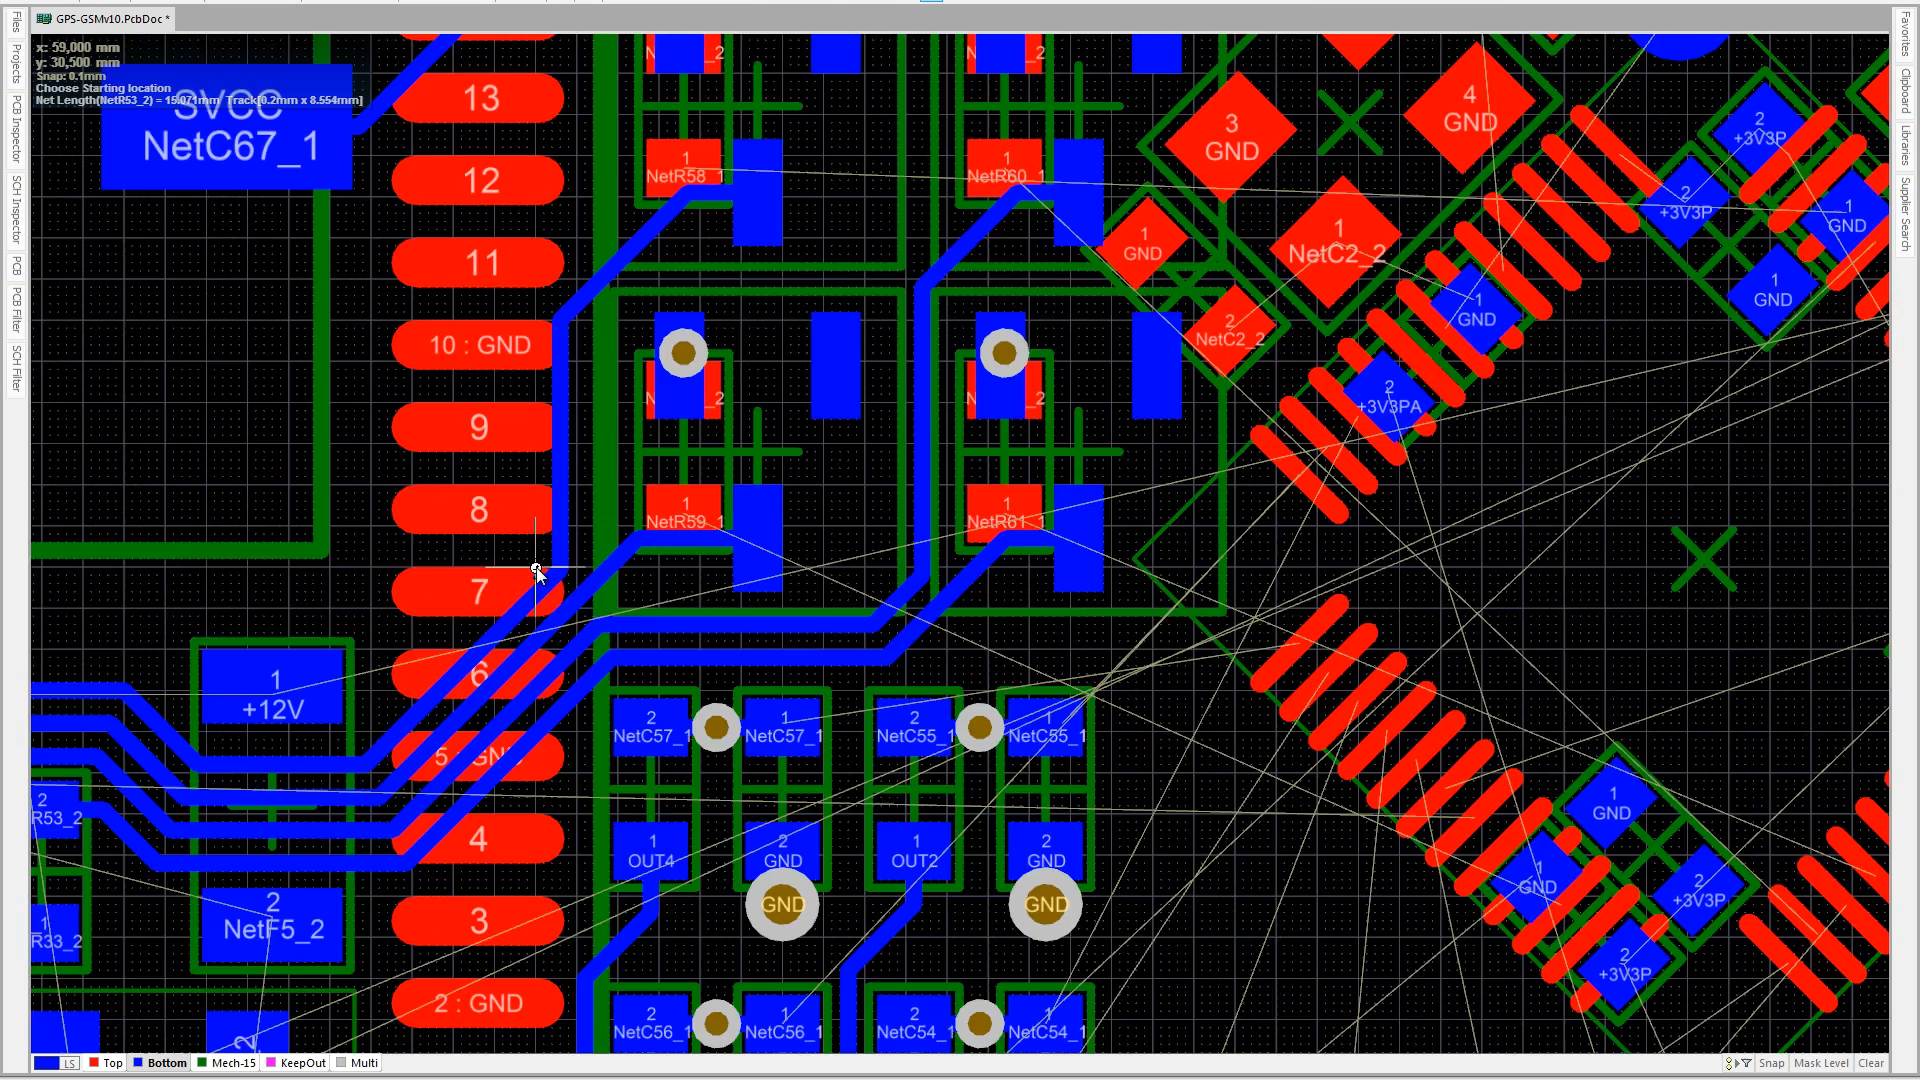 GPS-GSMv10.PcbDoc *
x: 59,000 mm
y: 30,500 mm
Snap: 0.1mm
Choose Starting location
Net Length(NetR53_2) = 15.071mm Track[0.2mm x 8.554mm]
Files
Projects
PCB Inspector
SCH Inspector
PCB
PCB Filter
SCH Filter
Favorites
Clipboard
Libraries
Supplier Search
SVCC
NetC67_1
13
12
11
10 : GND
9
8
7
6
5 : GND
4
3
2 : GND
1
NetR58_1
1
NetR60_1
1
NetR59_1
1
NetR61_1
3
GND
4
GND
1
GND
1
NetC2_2
2
NetC2_2
2
+3V3P
2
+3V3P
1
GND
1
GND
1
GND
2
+3V3PA
1
+12V
2
NetF5_2
2
R53_2
1
R33_2
2
2
NetC57_1
1
NetC57_1
2
NetC55_1
1
NetC55_1
1
OUT4
2
GND
1
OUT2
2
GND
GND
GND
2
NetC56_1
1
NetC56_1
2
NetC54_1
1
NetC54_1
1
GND
1
GND
2
+3V3P
2
+3V3P
LS
Top
Bottom
Mech-15
KeepOut
Multi
Snap
Mask Level
Clear